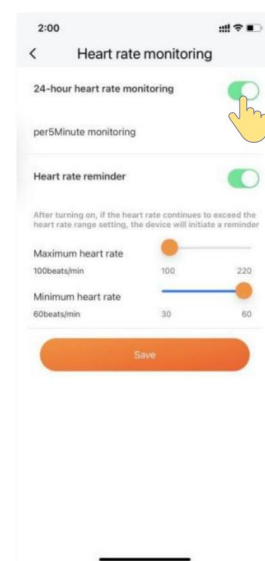 2:00
Heart rate monitoring
24-hour heart rate monitoring
per5Minute monitoring
Heart rate reminder
After turning on, if the heart rate continues to exceed the
heart rate range setting, the device will initiate a reminder
Maximum heart rate
100beats/min 100 220
Minimum heart rate
60beats/min 30 60
Save